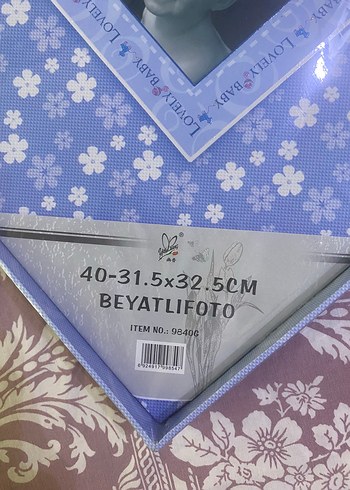 LOVELY BABY
LOVELY BABY
40-31.5x32.5CM
BEYATLIFOTO
ITEM NO.: 9840G